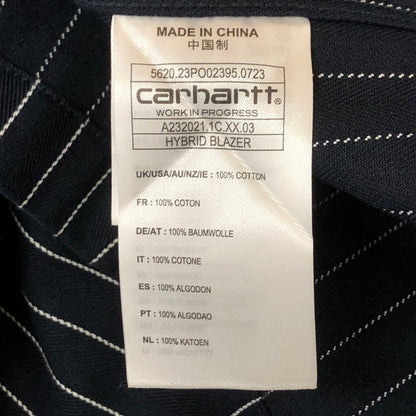 MADE IN CHINA
中国制
5620.23PO02395.0723
carhartt
WORK IN PROGRESS
A232021.1C.XX.03
HYBRID BLAZER
UK/USA/AU/NZ/IE : 100% COTTON
FR : 100% COTON
DE/AT : 100% BAUMWOLLE
IT : 100% COTONE
ES : 100% ALGODON
PT : 100% ALGODAO
NL : 100% KATOEN